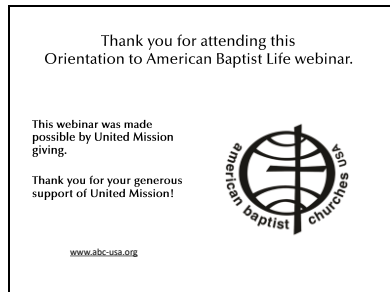 Thank you for attending this
Orientation to American Baptist Life webinar.
This webinar was made
possible by United Mission
giving.
Thank you for your generous
support of United Mission!
american baptist churches usa
www.abc-usa.org